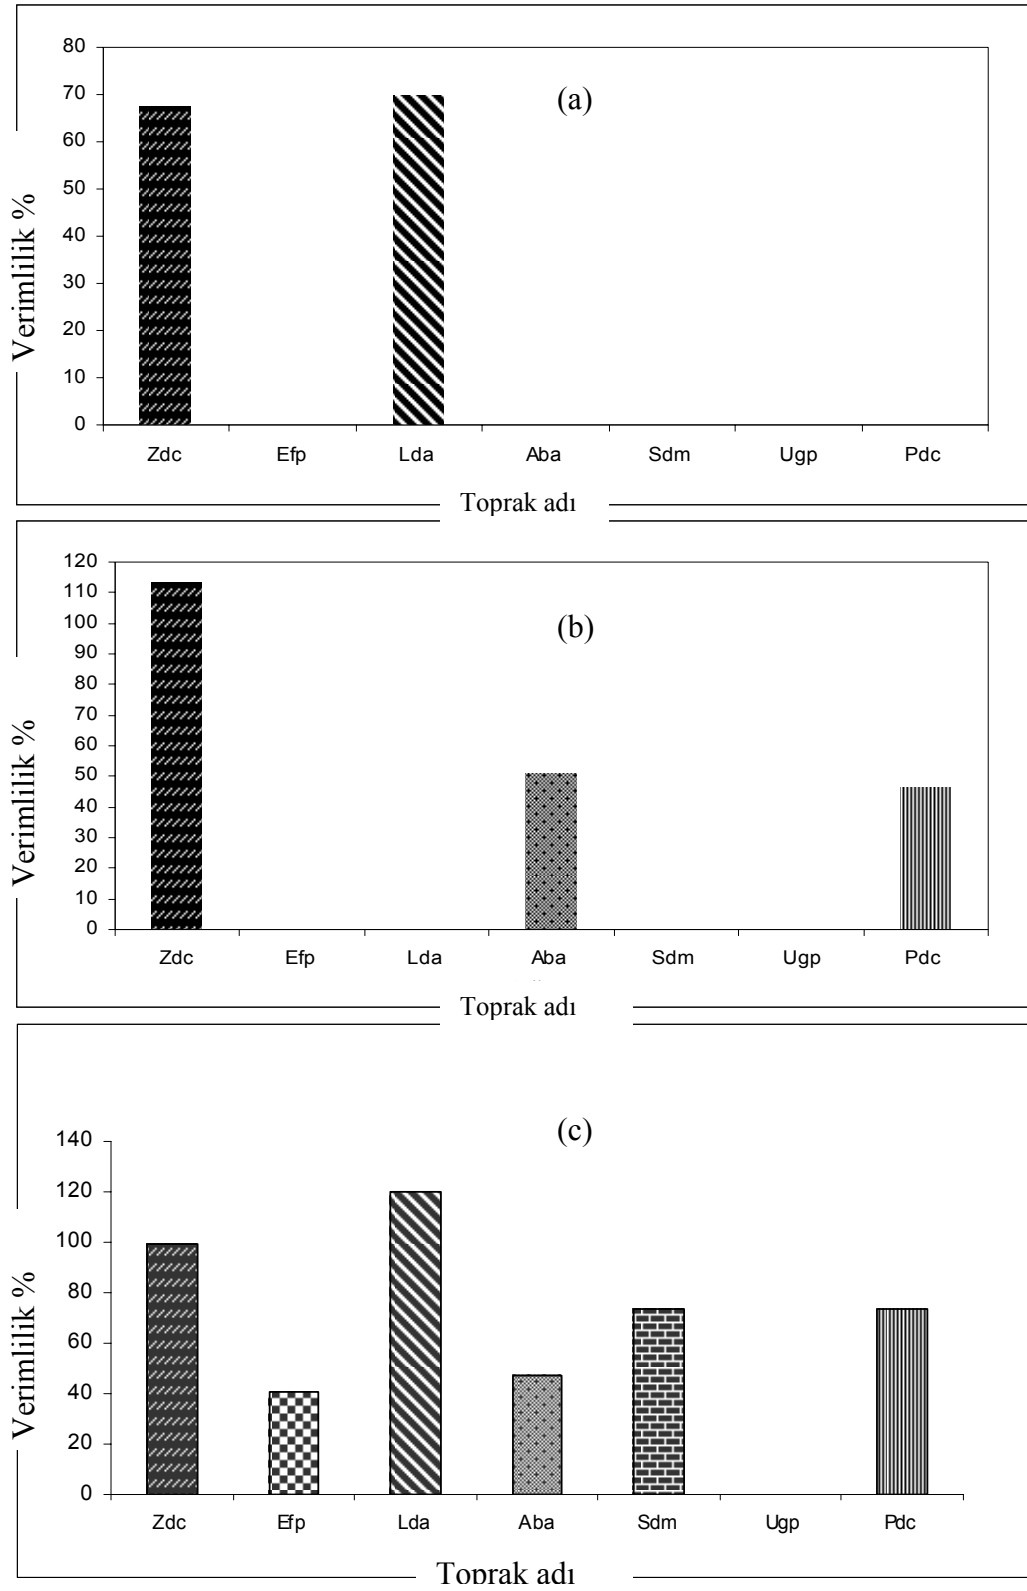 (a)
Verimlilik %
80
70
60
50
40
30
20
10
0
Zdc Efp Lda Aba Sdm Ugp Pdc
Toprak adı
(b)
Verimlilik %
120
110
100
90
80
70
60
50
40
30
20
10
0
Zdc Efp Lda Aba Sdm Ugp Pdc
Toprak adı
(c)
Verimlilik %
140
120
100
80
60
40
20
0
Zdc Efp Lda Aba Sdm Ugp Pdc
Toprak adı